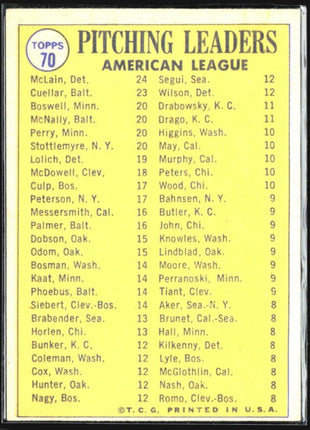 TOPPS
70
PITCHING LEADERS
AMERICAN LEAGUE
McLain, Det. 24 Segui, Sea. 12
Cuellar, Balt. 23 Wilson, Det. 12
Boswell, Minn. 20 Drabowsky, K. C. 11
McNally, Balt. 20 Drago, K. C. 11
Perry, Minn. 20 Higgins, Wash. 10
Stottlemyre, N. Y. 20 May, Cal. 10
Lolich, Det. 19 Murphy, Cal. 10
McDowell, Clev. 18 Peters, Chi. 10
Culp, Bos. 17 Wood, Chi. 10
Peterson, N. Y. 17 Bahnsen, N. Y. 9
Messersmith, Cal. 16 Butler, K. C. 9
Palmer, Balt. 16 John, Chi. 9
Dobson, Oak. 15 Knowles, Wash. 9
Odom, Oak. 15 Lindblad, Oak. 9
Bosman, Wash. 14 Moore, Wash. 9
Kaat, Minn. 14 Perranoski, Minn. 9
Phoebus, Balt. 14 Tiant, Clev. 9
Siebert, Clev.-Bos. 14 Aker, Sea.-N. Y. 8
Brabender, Sea. 13 Brunet, Cal.-Sea. 8
Horlen, Chi. 13 Hall, Minn. 8
Bunker, K. C. 12 Kilkenny, Det. 8
Coleman, Wash. 12 Lyle, Bos. 8
Cox, Wash. 12 McGlothlin, Cal. 8
Hunter, Oak. 12 Nash, Oak. 8
Nagy, Bos. 12 Romo, Clev. 8
© T. C. G. PRINTED IN U. S. A.